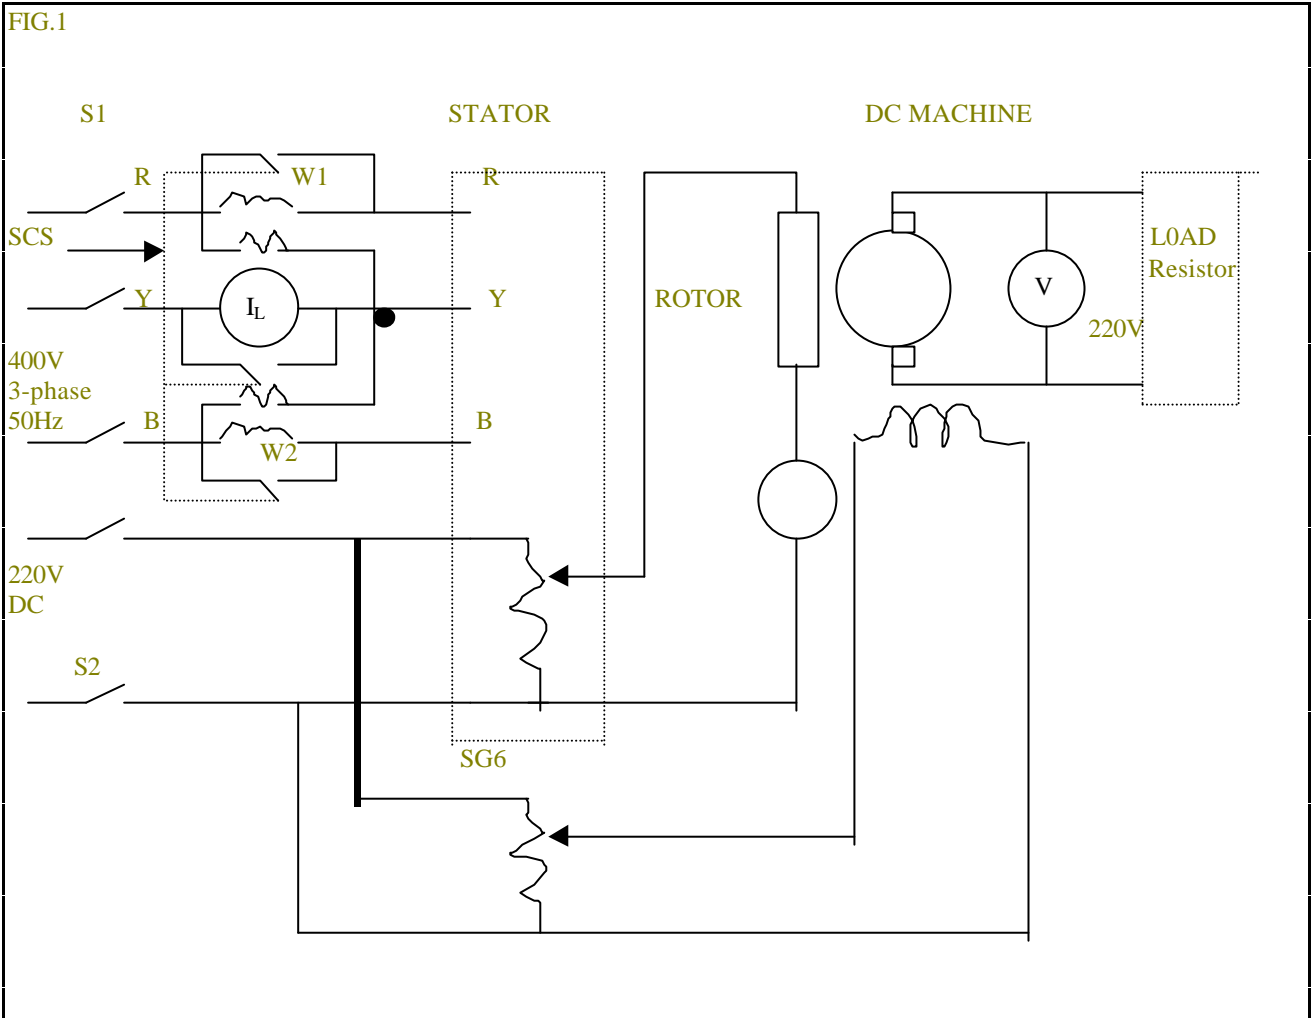 FIG.1
S1
STATOR
DC MACHINE
R
W1
R
SCS
L0AD
Resistor
Y
I_L
Y
ROTOR
V
220V
400V
3-phase
50Hz
B
W2
B
220V
DC
S2
SG6